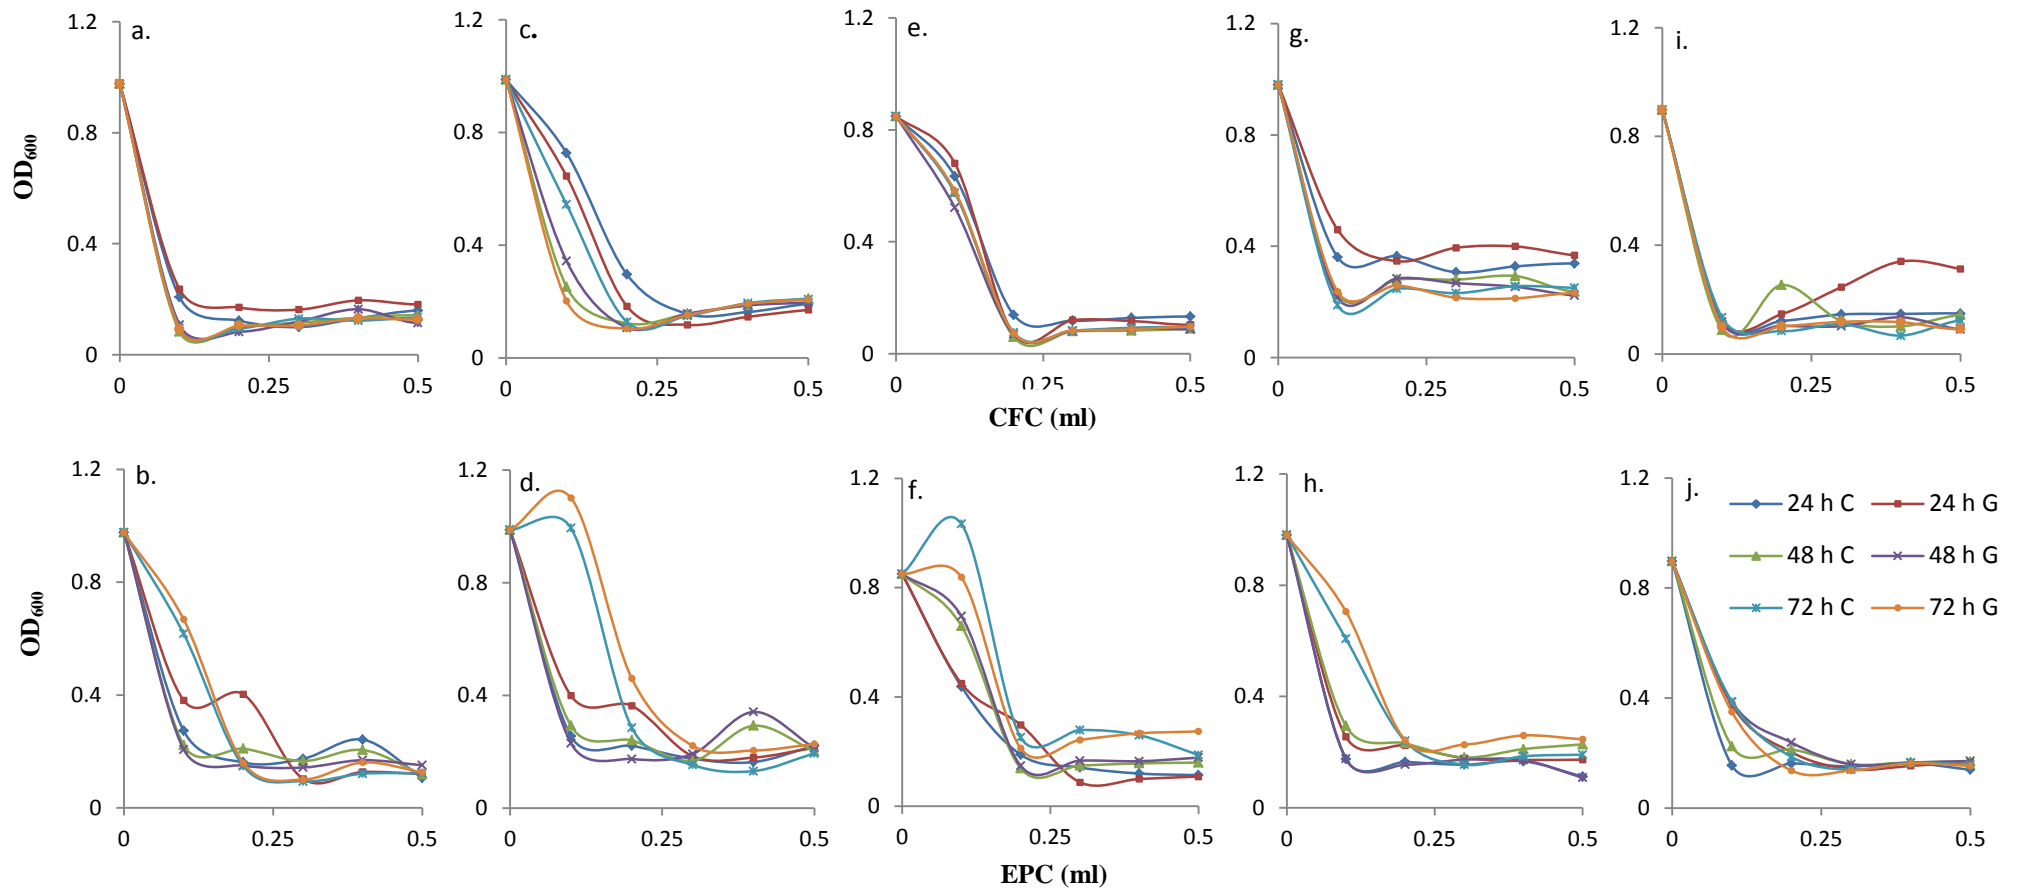 a. c. e. g. i.
1.2 1.2 1.2 1.2 1.2
0.8 0.8 0.8 0.8 0.8
OD600
0.4 0.4 0.4 0.4 0.4
0 0 0 0 0
0 0.25 0.5 0 0.25 0.5 0 0.25 0.5 0 0.25 0.5 0 0.25 0.5
CFC (ml)
b. d. f. h. j.
1.2 1.2 1.2 1.2 1.2
24 h C 24 h G
48 h C 48 h G
72 h C 72 h G
0.8 0.8 0.8 0.8 0.8
OD600
0.4 0.4 0.4 0.4 0.4
0 0 0 0 0
0 0.25 0.5 0 0.25 0.5 0 0.25 0.5 0 0.25 0.5 0 0.25 0.5
EPC (ml)